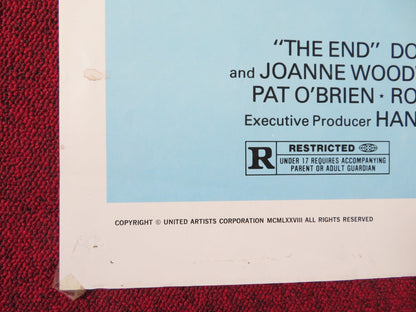 "THE END" DO
and JOANNE WOODW
PAT O'BRIEN · RO
Executive Producer HAN
R RESTRICTED
UNDER 17 REQUIRES ACCOMPANYING
PARENT OR ADULT GUARDIAN
COPYRIGHT © UNITED ARTISTS CORPORATION MCMLXXVIII ALL RIGHTS RESERVED